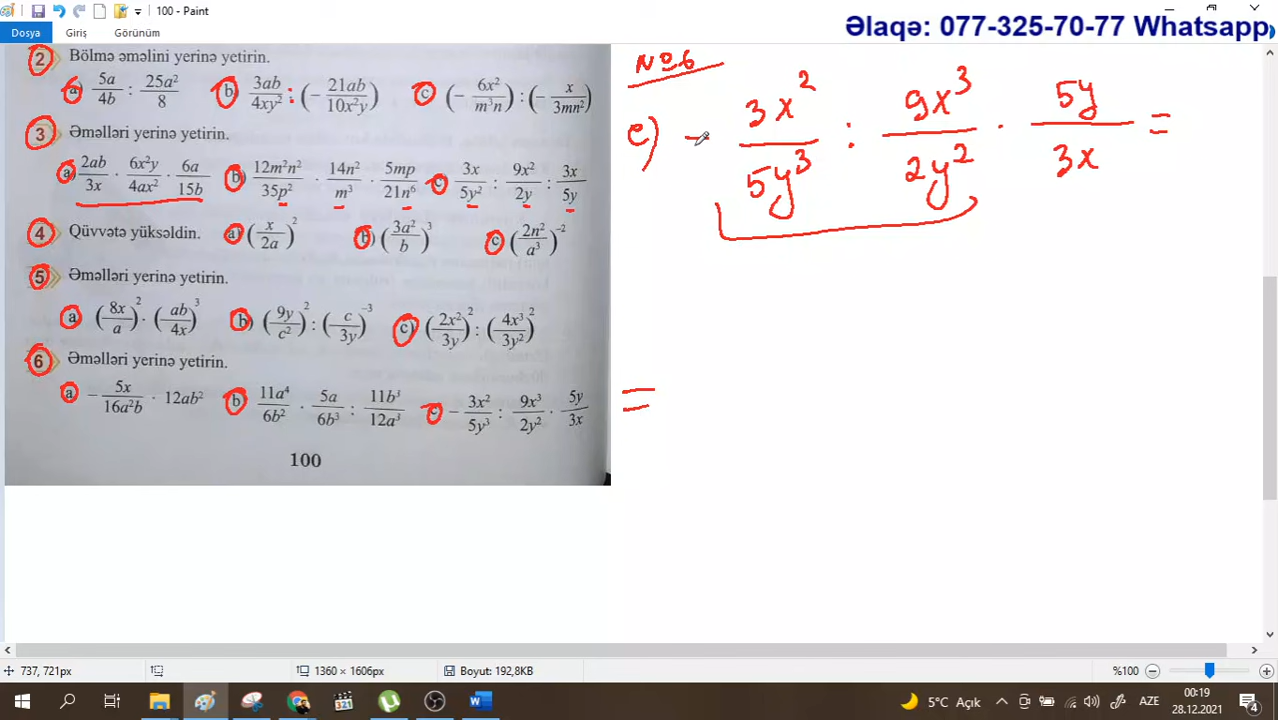 100 - Paint
Əlaqə: 077-325-70-77 Whatsapp
Dosya Giriş Görünüm
2 Bölmə əməlini yerinə yetirin.
a) 5a/4b : 25a²/8 b) 3ab/4xy² : (− 21ab/10x²y) c) (− 6x²/m³n) : (− x/3mn²)
3 Əməlləri yerinə yetirin.
a) 2ab/3x · 6x²y/4ax² · 6a/15b b) 12m²n²/35p² · 14n²/m³ · 5mp/21n⁶ c) 3x/5y² : 9x²/2y : 3x/5y
4 Qüvvətə yüksəldin. a) (x/2a)² b) (3a²/b)³ c) (2n²/a³)⁻²
5 Əməlləri yerinə yetirin.
a) (8x/a)² · (ab/4x)³ b) (9y/c²)² : (c/3y)⁻³ c) (2x²/3y)² : (4x³/3y²)²
6 Əməlləri yerinə yetirin.
a − 5x/16a²b · 12ab² b) 11a⁴/6b² · 5a/6b³ : 11b³/12a³ c − 3x²/5y³ : 9x³/2y² · 5y/3x
100
№6
c) − 3x²/5y³ : 9x³/2y² · 5y/3x =
=
737, 721px 1360 × 1606px Boyut: 192,8KB %100
5°C Açık AZE 00:19
28.12.2021
4